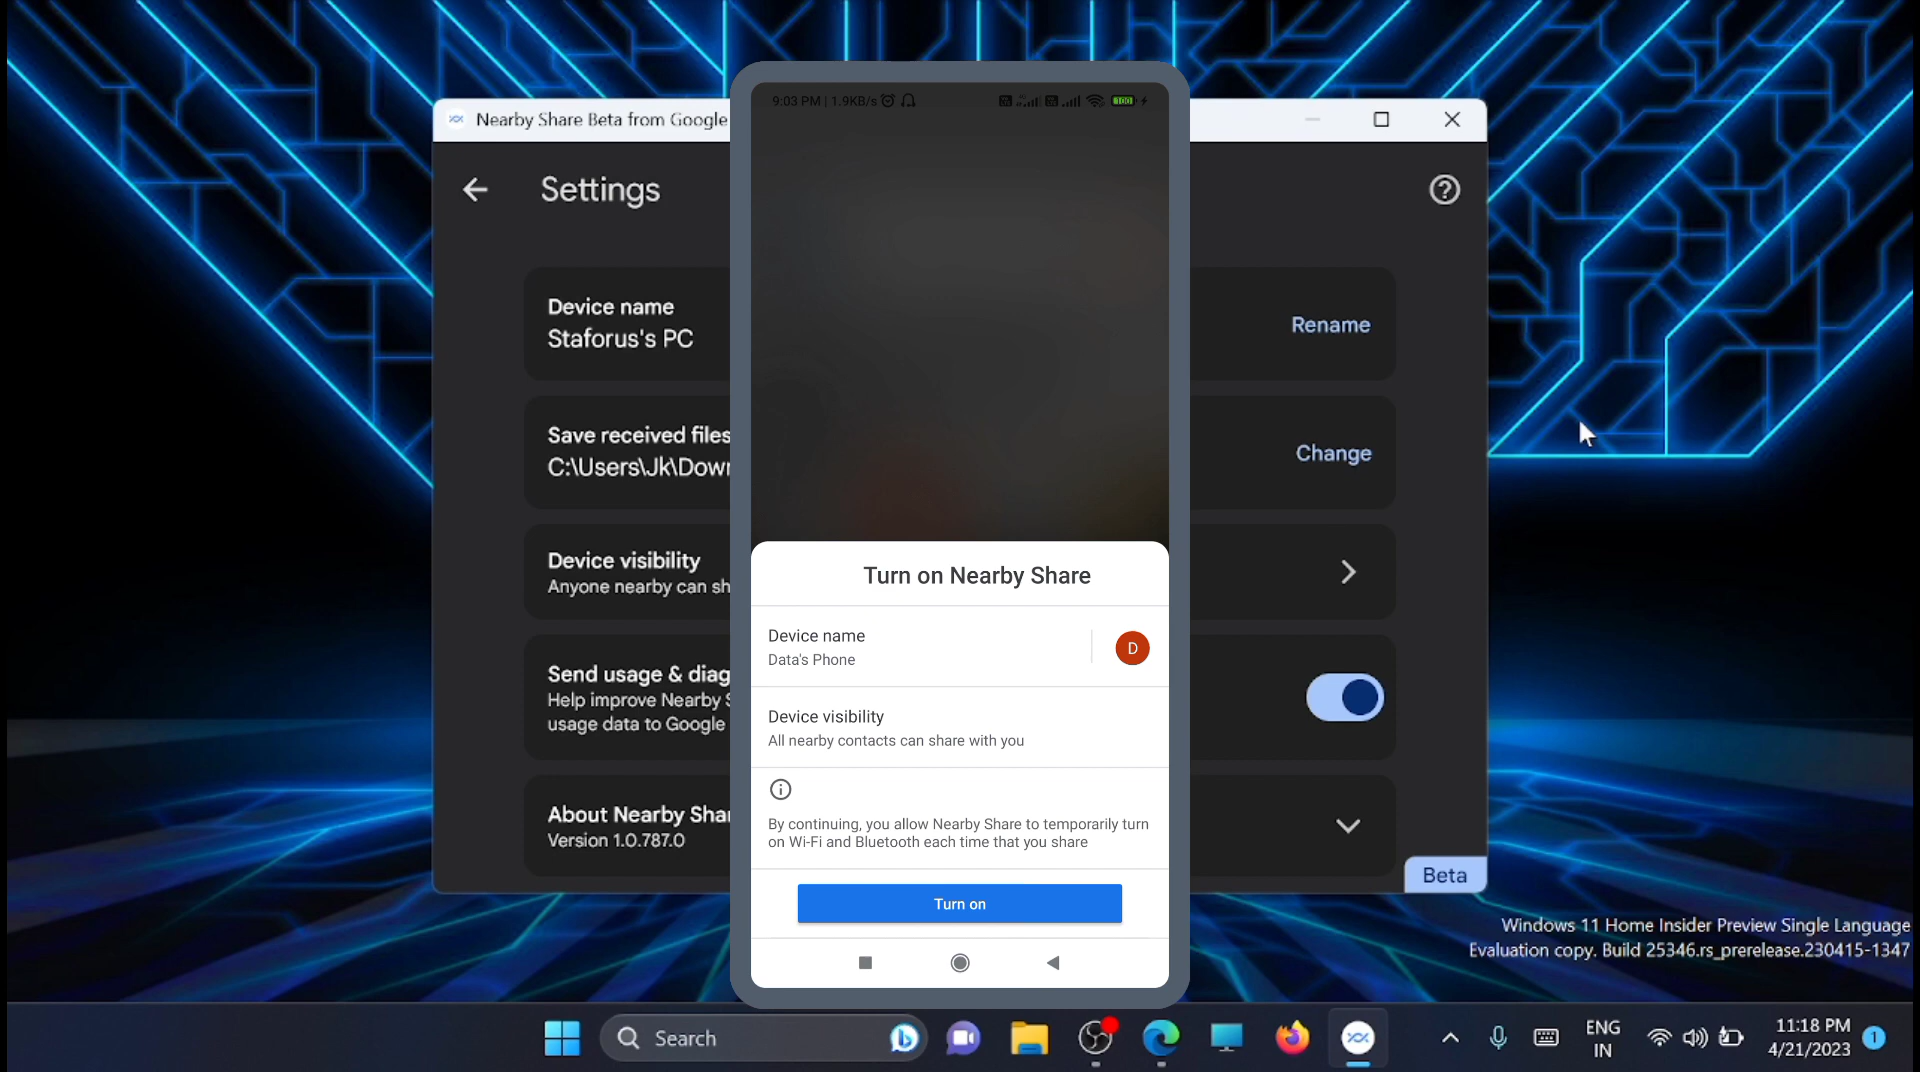 Nearby Share Beta from Google
Settings
Device name
Staforus's PC
Rename
Save received files
C:\Users\Jk\Dow
Change
Device visibility
Anyone nearby can sh
Send usage & diag
Help improve Nearby
usage data to Google
About Nearby Sha
Version 1.0.787.0
Beta
9:03 PM | 1.9KB/s
100
Turn on Nearby Share
Device name
Data's Phone
D
Device visibility
All nearby contacts can share with you
By continuing, you allow Nearby Share to temporarily turn
on Wi-Fi and Bluetooth each time that you share
Turn on
Windows 11 Home Insider Preview Single Language
Evaluation copy. Build 25346.rs_prerelease.230415-1347
Search
ENG
IN
11:18 PM
4/21/2023
1